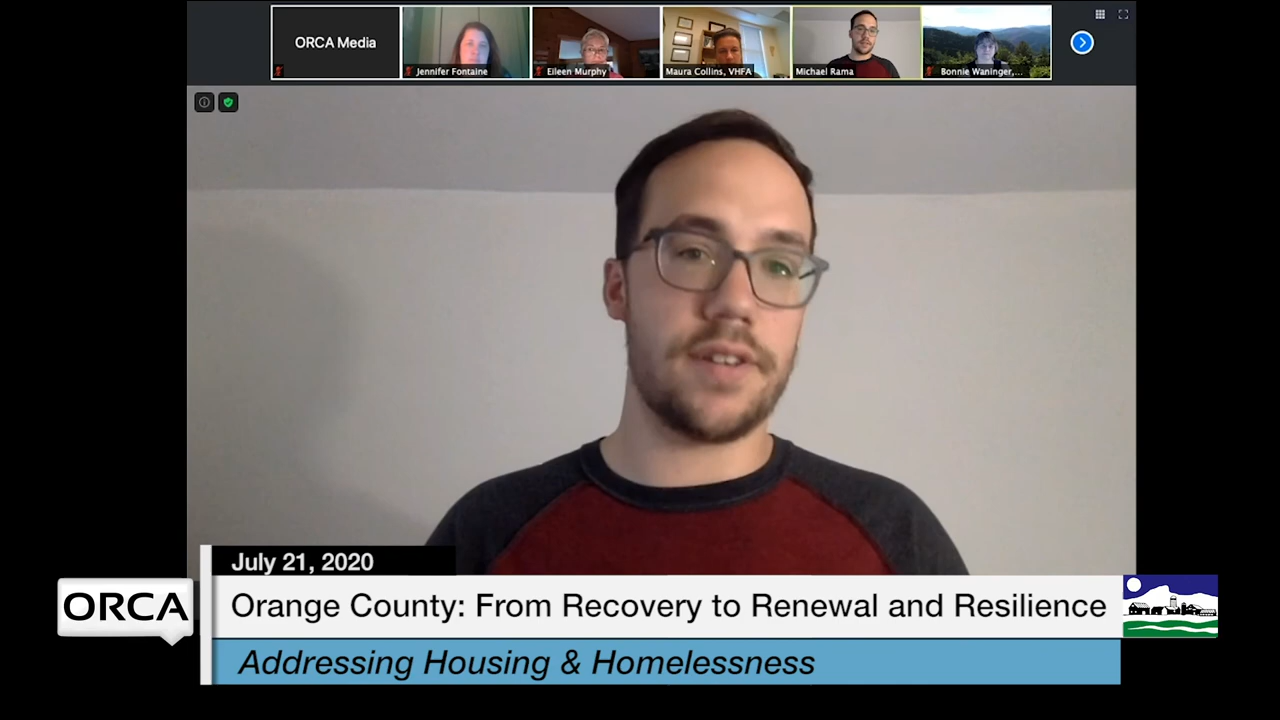 ORCA Media
Jennifer Fontaine
Eileen Murphy
Maura Collins, VHFA
Michael Rama
Bonnie Waninger,...
July 21, 2020
ORCA
Orange County: From Recovery to Renewal and Resilience
Addressing Housing & Homelessness